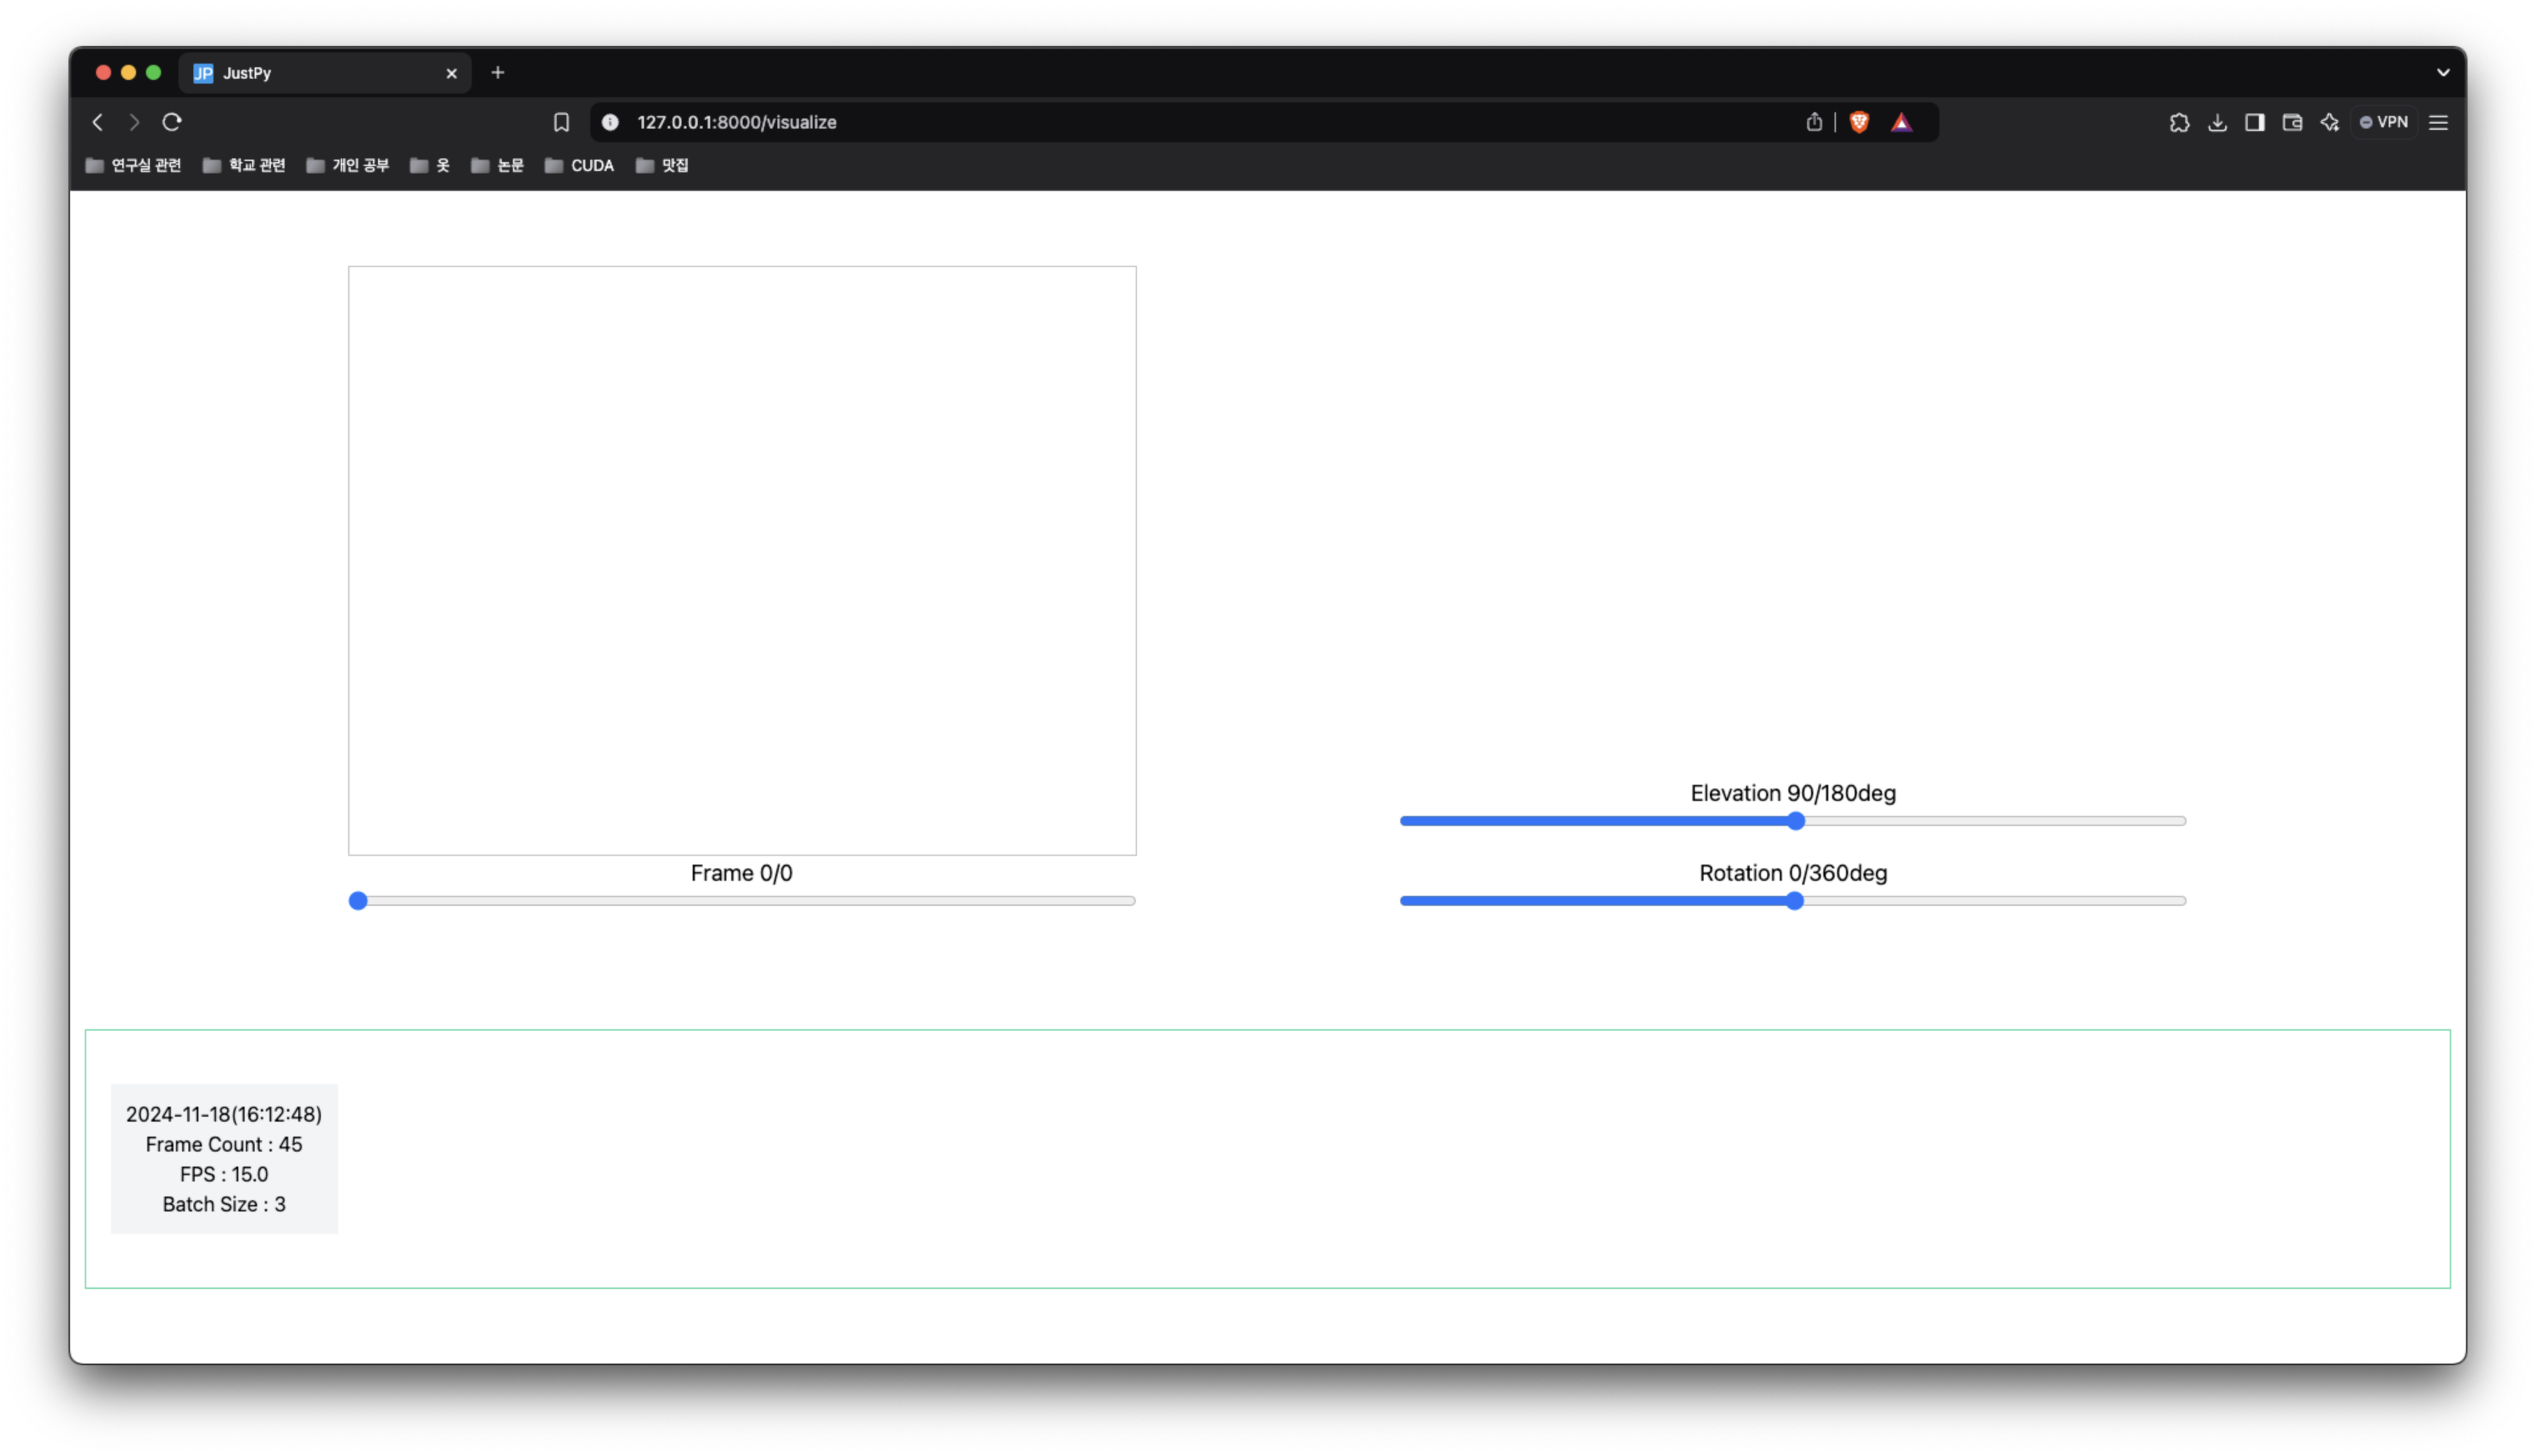 JP JustPy
127.0.0.1:8000/visualize
VPN
연구실 관련 학교 관련 개인 공부 옷 논문 CUDA 맛집
Frame 0/0
Elevation 90/180deg
Rotation 0/360deg
2024-11-18(16:12:48)
Frame Count : 45
FPS : 15.0
Batch Size : 3